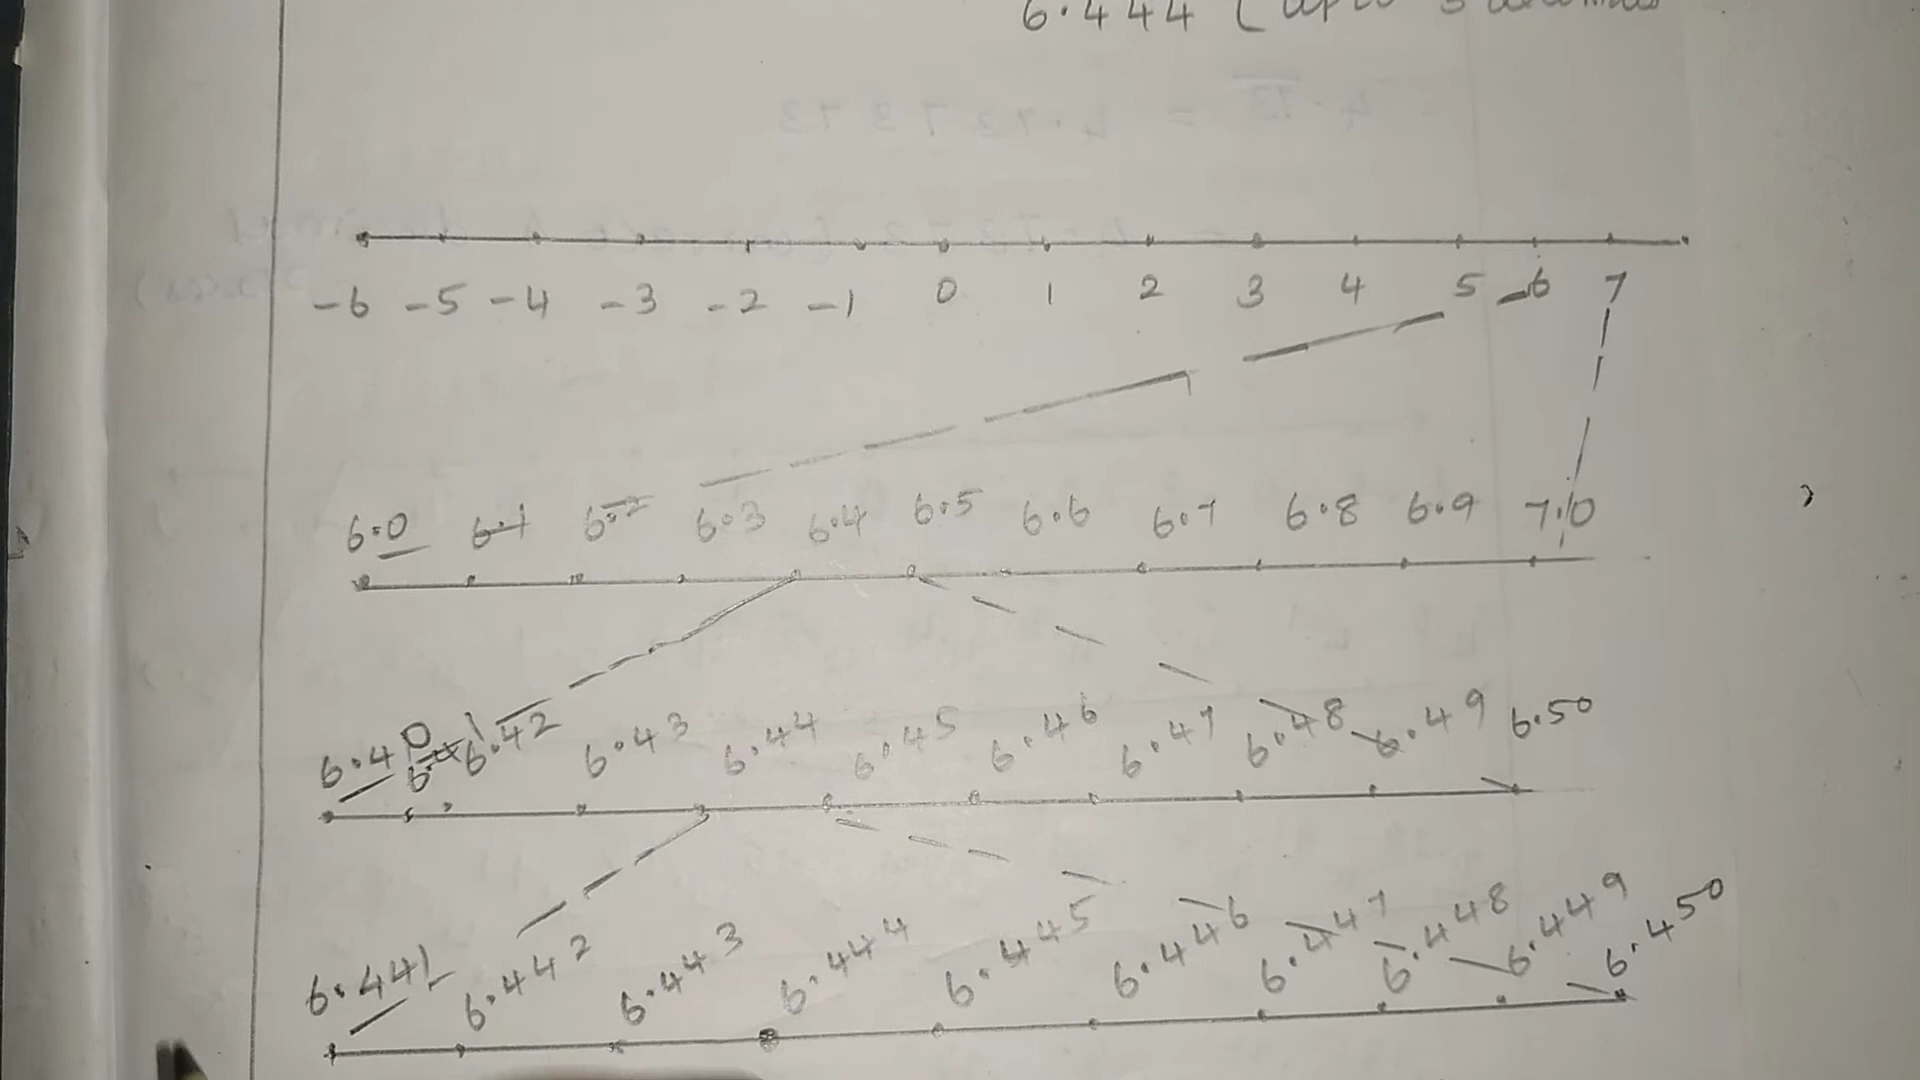 6.444 (upto 3
-6 -5 -4 -3 -2 -1 0 1 2 3 4 5 6 7
6.0 6.1 6.2 6.3 6.4 6.5 6.6 6.7 6.8 6.9 7.0
6.40 6.41 6.42 6.43 6.44 6.45 6.46 6.47 6.48 6.49 6.50
6.441 6.442 6.443 6.444 6.445 6.446 6.447 6.448 6.449 6.450